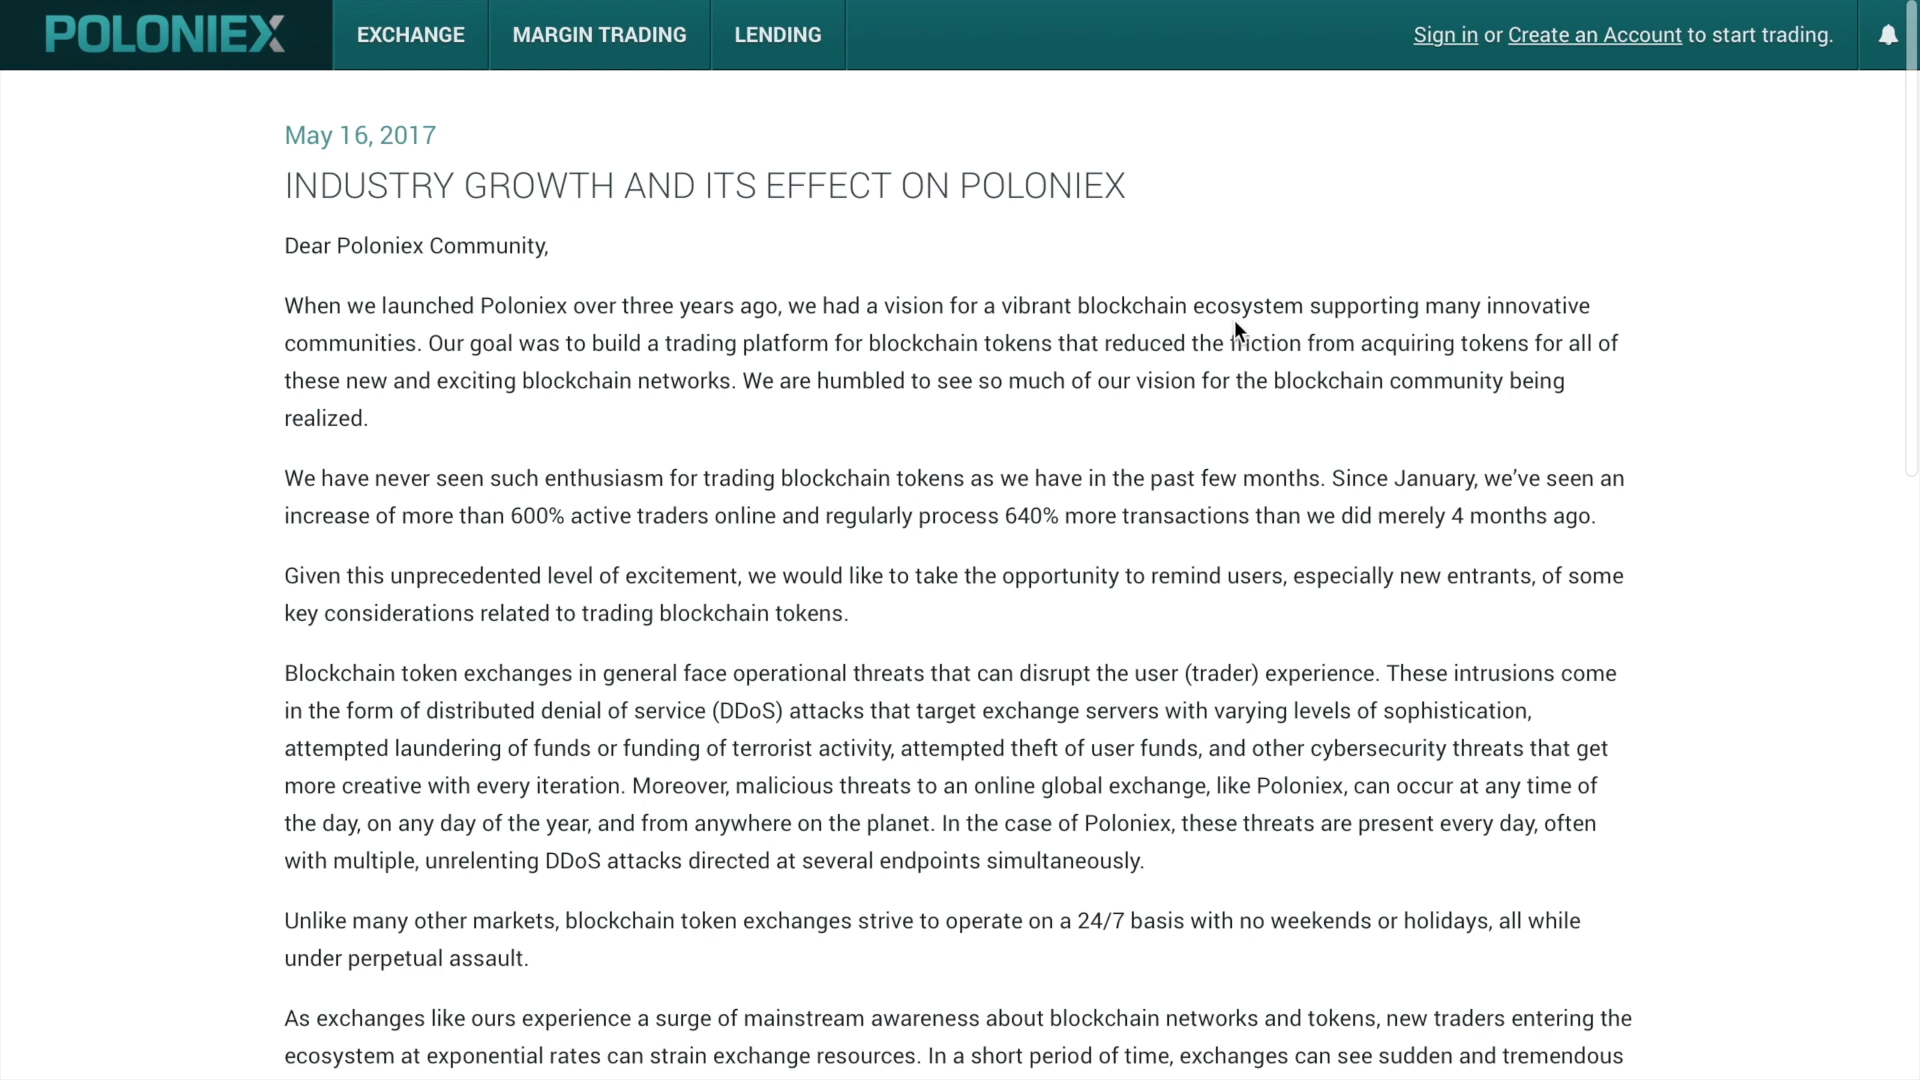 POLONIEX
EXCHANGE
MARGIN TRADING
LENDING
Sign in or Create an Account to start trading.
May 16, 2017
INDUSTRY GROWTH AND ITS EFFECT ON POLONIEX
Dear Poloniex Community,
When we launched Poloniex over three years ago, we had a vision for a vibrant blockchain ecosystem supporting many innovative
communities. Our goal was to build a trading platform for blockchain tokens that reduced the friction from acquiring tokens for all of
these new and exciting blockchain networks. We are humbled to see so much of our vision for the blockchain community being
realized.
We have never seen such enthusiasm for trading blockchain tokens as we have in the past few months. Since January, we’ve seen an
increase of more than 600% active traders online and regularly process 640% more transactions than we did merely 4 months ago.
Given this unprecedented level of excitement, we would like to take the opportunity to remind users, especially new entrants, of some
key considerations related to trading blockchain tokens.
Blockchain token exchanges in general face operational threats that can disrupt the user (trader) experience. These intrusions come
in the form of distributed denial of service (DDoS) attacks that target exchange servers with varying levels of sophistication,
attempted laundering of funds or funding of terrorist activity, attempted theft of user funds, and other cybersecurity threats that get
more creative with every iteration. Moreover, malicious threats to an online global exchange, like Poloniex, can occur at any time of
the day, on any day of the year, and from anywhere on the planet. In the case of Poloniex, these threats are present every day, often
with multiple, unrelenting DDoS attacks directed at several endpoints simultaneously.
Unlike many other markets, blockchain token exchanges strive to operate on a 24/7 basis with no weekends or holidays, all while
under perpetual assault.
As exchanges like ours experience a surge of mainstream awareness about blockchain networks and tokens, new traders entering the
ecosystem at exponential rates can strain exchange resources. In a short period of time, exchanges can see sudden and tremendous